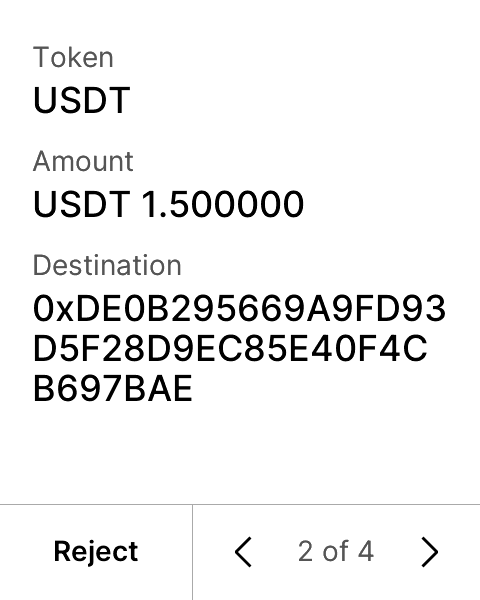 Token
USDT
Amount
USDT 1.500000
Destination
0xDE0B295669A9FD93
D5F28D9EC85E40F4C
B697BAE
Reject
2 of 4